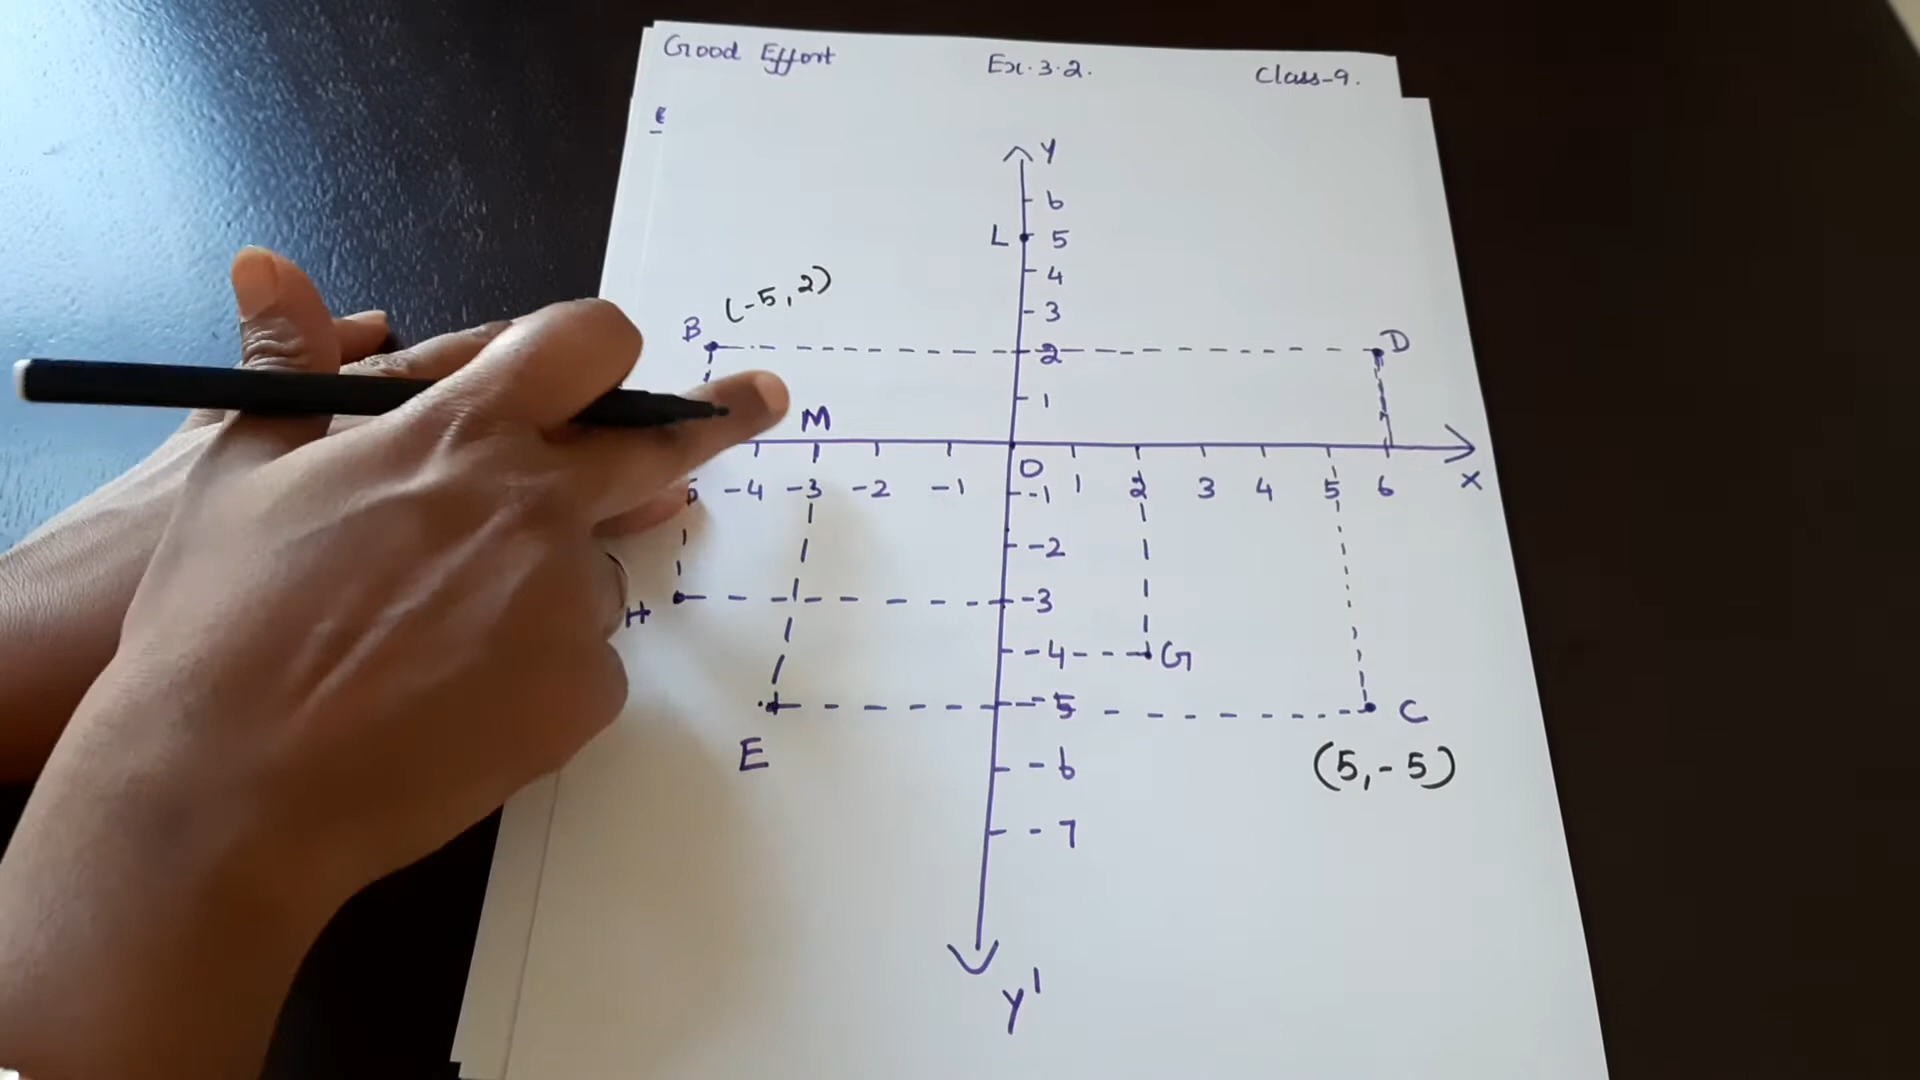 Good Effort Ex.3.2. Class-9.
Y
6
L 5
4
(-5, 2)
3
B D
2
1
M
O
-4 -3 -2 -1 -1 1 2 3 4 5 6 X
-2
H -3
-4 G
-5 C
E (5, -5)
-6
-7
Y'